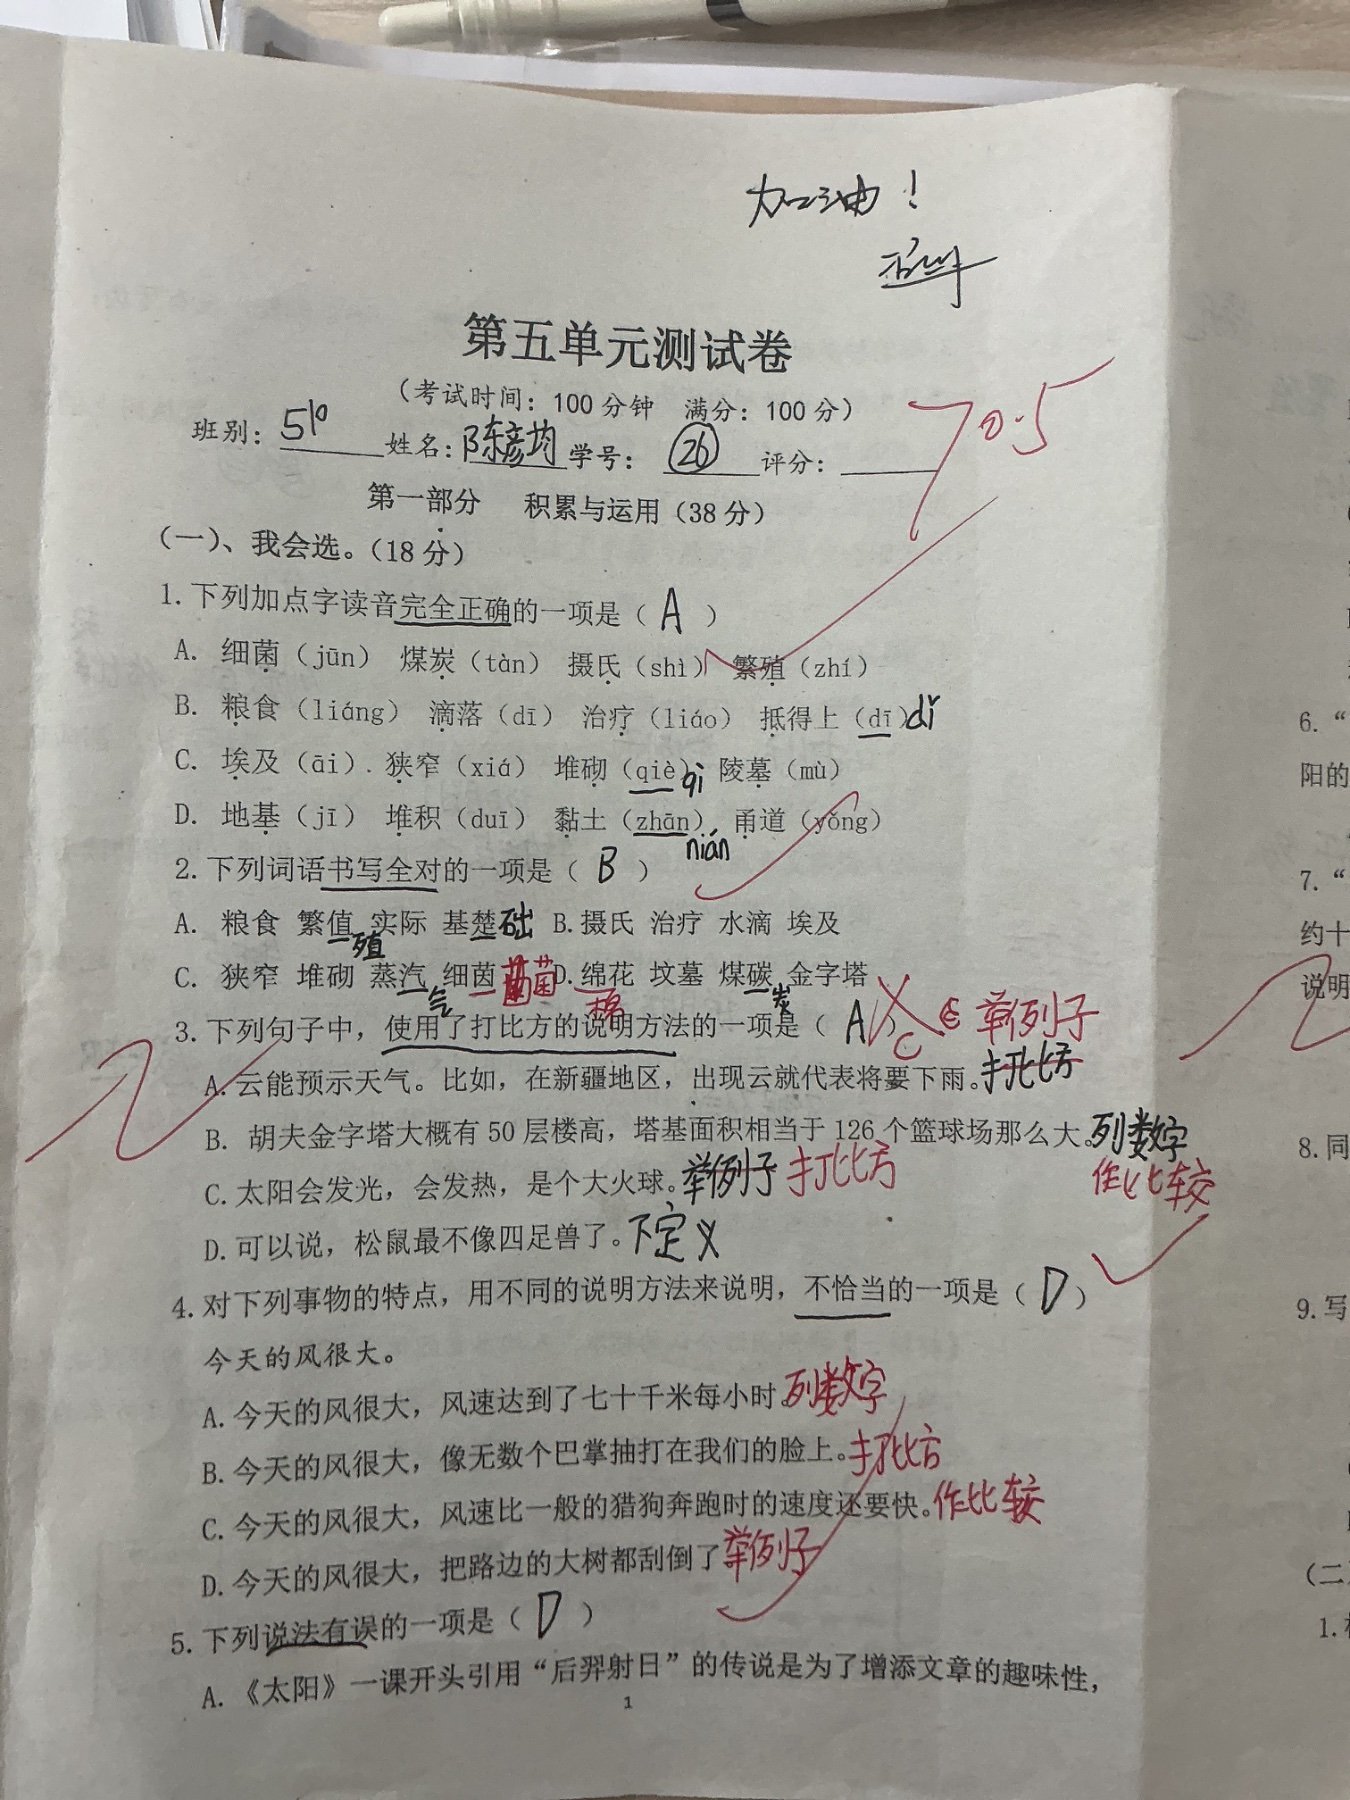 加油！
第五单元测试卷
（考试时间：100分钟 满分：100分）
70.5
班别：510 姓名：陈彦均 学号：26 评分：
第一部分 积累与运用（38分）
（一）、我会选。（18分）
1.下列加点字读音完全正确的一项是（ A ）
A. 细菌（jūn） 煤炭（tàn） 摄氏（shì） 繁殖（zhí）
B. 粮食（liáng） 滴落（dī） 治疗（liáo） 抵得上（dī）dǐ
C. 埃及（āi）. 狭窄（xiá） 堆砌（qiè）qì 陵墓（mù）
D. 地基（jī） 堆积（duī） 黏土（zhān） 甬道（yǒng）
nián
2.下列词语书写全对的一项是（ B ）
A. 粮食 繁值 实际 基楚础 B.摄氏 治疗 水滴 埃及
殖
C. 狭窄 堆砌 蒸汽 细茵 菌 D.绵花 坟墓 煤碳 金字塔
气 棉 炭
3.下列句子中，使用了打比方的说明方法的一项是（ A ） C 举例子
A.云能预示天气。比如，在新疆地区，出现云就代表将要下雨。打比方
B. 胡夫金字塔大概有50层楼高，塔基面积相当于126个篮球场那么大。列数字
作比较
C.太阳会发光，会发热，是个大火球。举例子 打比方
D.可以说，松鼠最不像四足兽了。下定义
4.对下列事物的特点，用不同的说明方法来说明，不恰当的一项是（ D ）
今天的风很大。
A.今天的风很大，风速达到了七十千米每小时。列数字
B.今天的风很大，像无数个巴掌抽打在我们的脸上。打比方
C.今天的风很大，风速比一般的猎狗奔跑时的速度还要快。作比较
D.今天的风很大，把路边的大树都刮倒了 举例子
5.下列说法有误的一项是（ D ）
A.《太阳》一课开头引用“后羿射日”的传说是为了增添文章的趣味性，
1
6.“
阳的
7.“
约十
说明
8.同
9.写
（二
1.